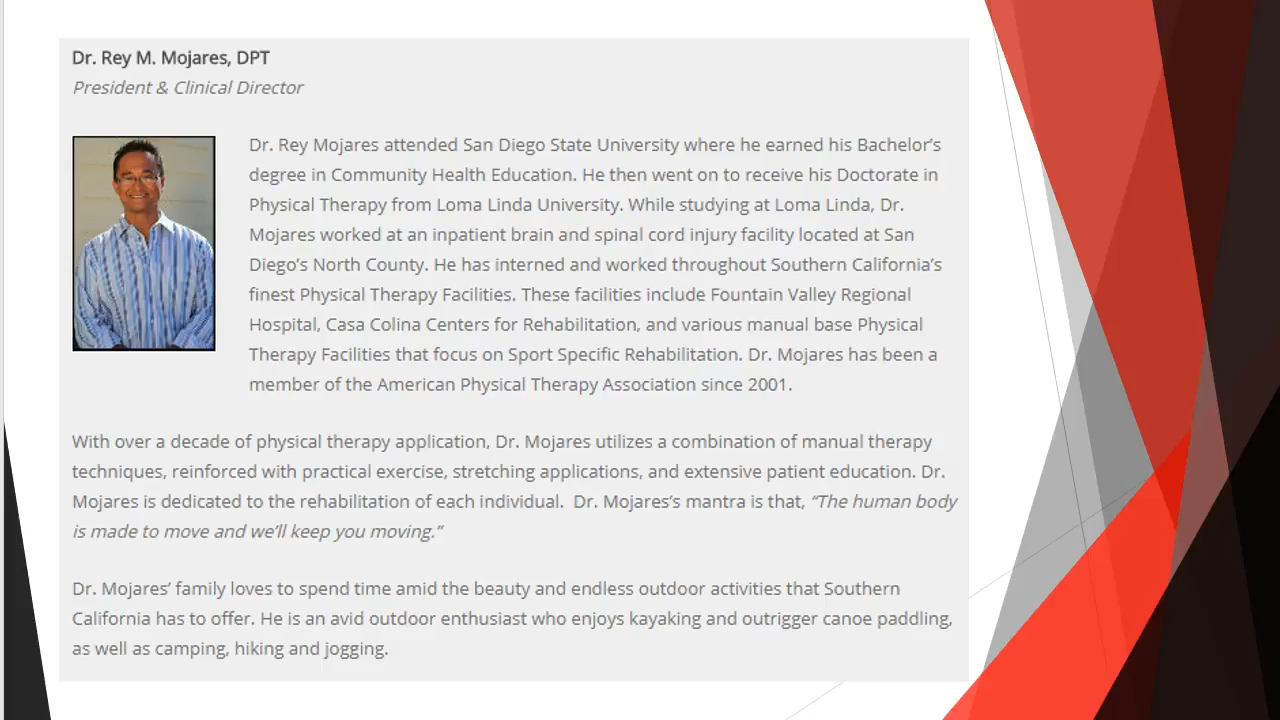 Dr. Rey M. Mojares, DPT
President & Clinical Director
Dr. Rey Mojares attended San Diego State University where he earned his Bachelor’s
degree in Community Health Education. He then went on to receive his Doctorate in
Physical Therapy from Loma Linda University. While studying at Loma Linda, Dr.
Mojares worked at an inpatient brain and spinal cord injury facility located at San
Diego’s North County. He has interned and worked throughout Southern California’s
finest Physical Therapy Facilities. These facilities include Fountain Valley Regional
Hospital, Casa Colina Centers for Rehabilitation, and various manual base Physical
Therapy Facilities that focus on Sport Specific Rehabilitation. Dr. Mojares has been a
member of the American Physical Therapy Association since 2001.
With over a decade of physical therapy application, Dr. Mojares utilizes a combination of manual therapy
techniques, reinforced with practical exercise, stretching applications, and extensive patient education. Dr.
Mojares is dedicated to the rehabilitation of each individual.  Dr. Mojares’s mantra is that, “The human body
is made to move and we’ll keep you moving.”
Dr. Mojares’ family loves to spend time amid the beauty and endless outdoor activities that Southern
California has to offer. He is an avid outdoor enthusiast who enjoys kayaking and outrigger canoe paddling,
as well as camping, hiking and jogging.